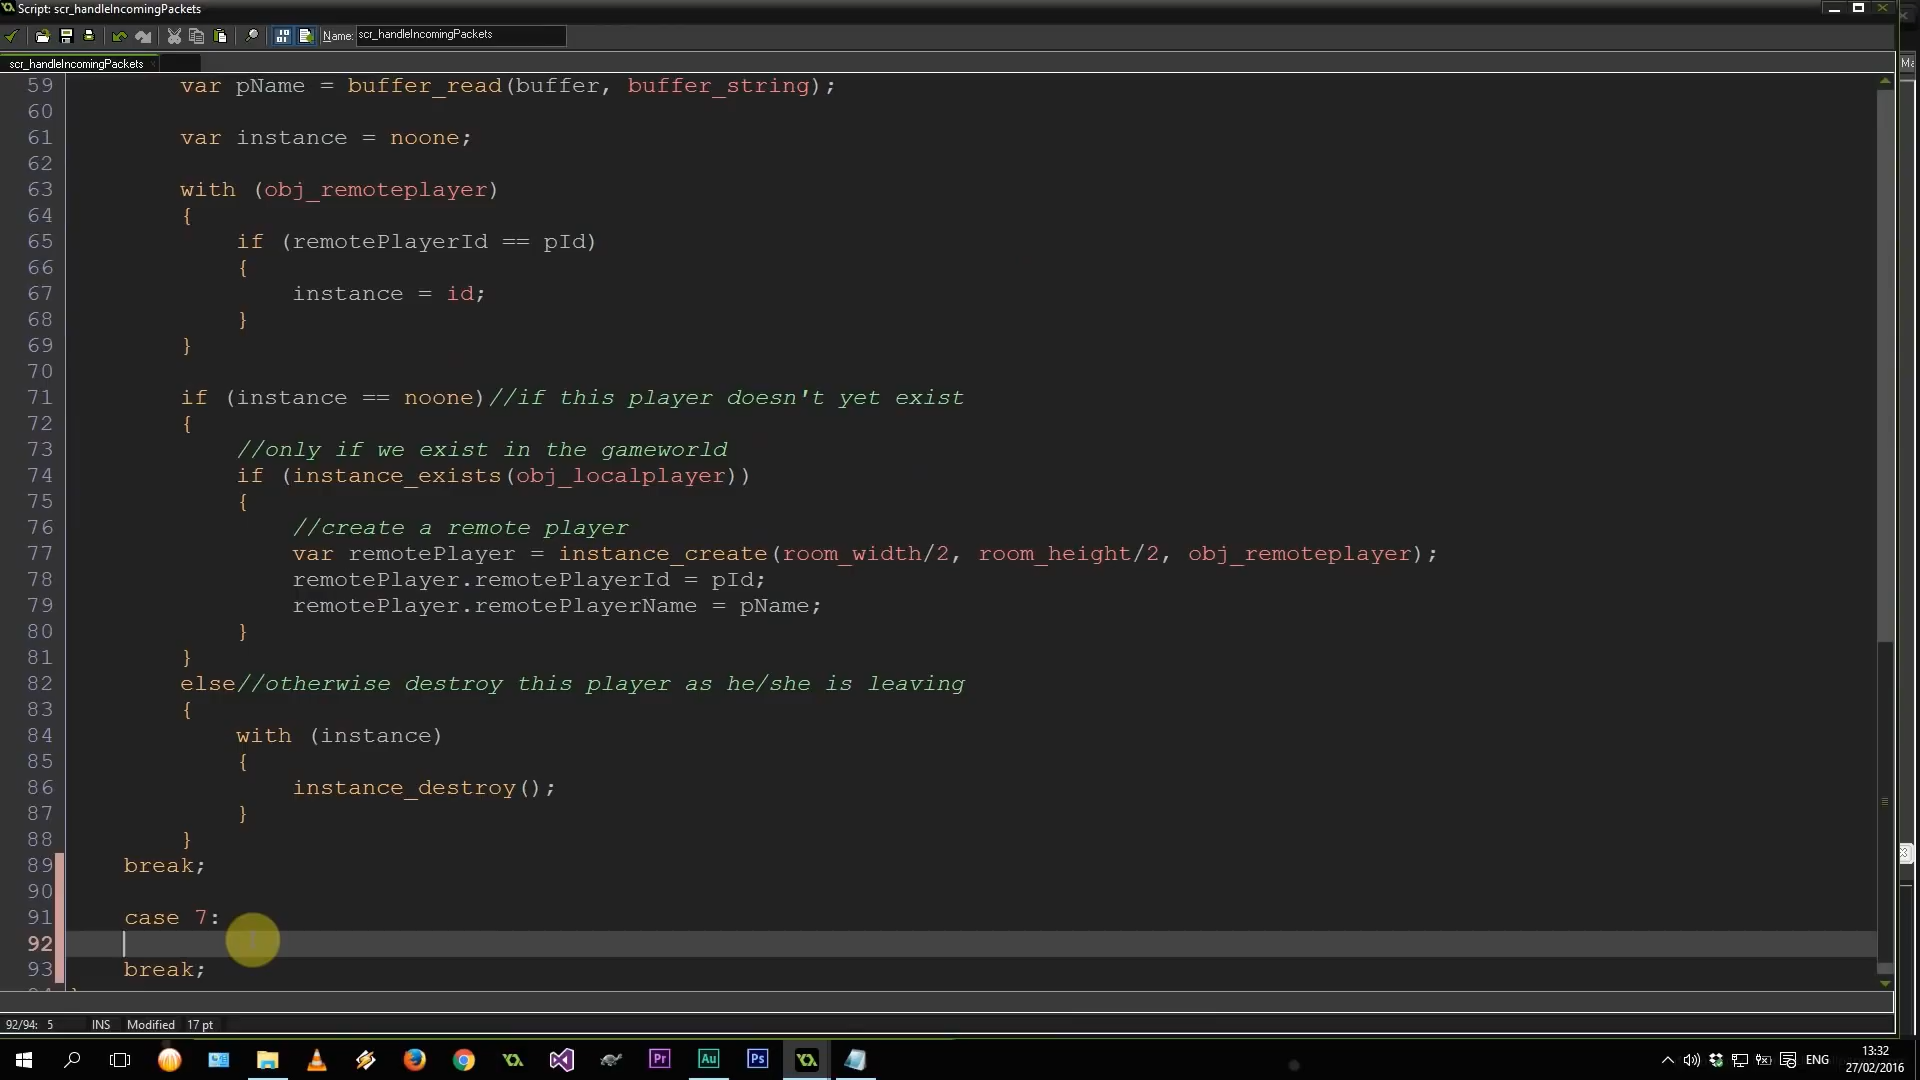 Script: scr_handleIncomingPackets
Name: scr_handleIncomingPackets
scr_handleIncomingPackets
59 var pName = buffer_read(buffer, buffer_string);
60
61 var instance = noone;
62
63 with (obj_remoteplayer)
64 {
65 if (remotePlayerId == pId)
66 {
67 instance = id;
68 }
69 }
70
71 if (instance == noone)//if this player doesn't yet exist
72 {
73 //only if we exist in the gameworld
74 if (instance_exists(obj_localplayer))
75 {
76 //create a remote player
77 var remotePlayer = instance_create(room_width/2, room_height/2, obj_remoteplayer);
78 remotePlayer.remotePlayerId = pId;
79 remotePlayer.remotePlayerName = pName;
80 }
81 }
82 else//otherwise destroy this player as he/she is leaving
83 {
84 with (instance)
85 {
86 instance_destroy();
87 }
88 }
89 break;
90
91 case 7:
92
93 break;
92/94: 5 INS Modified 17 pt
Pr Au Ps ENG
13:32
27/02/2016